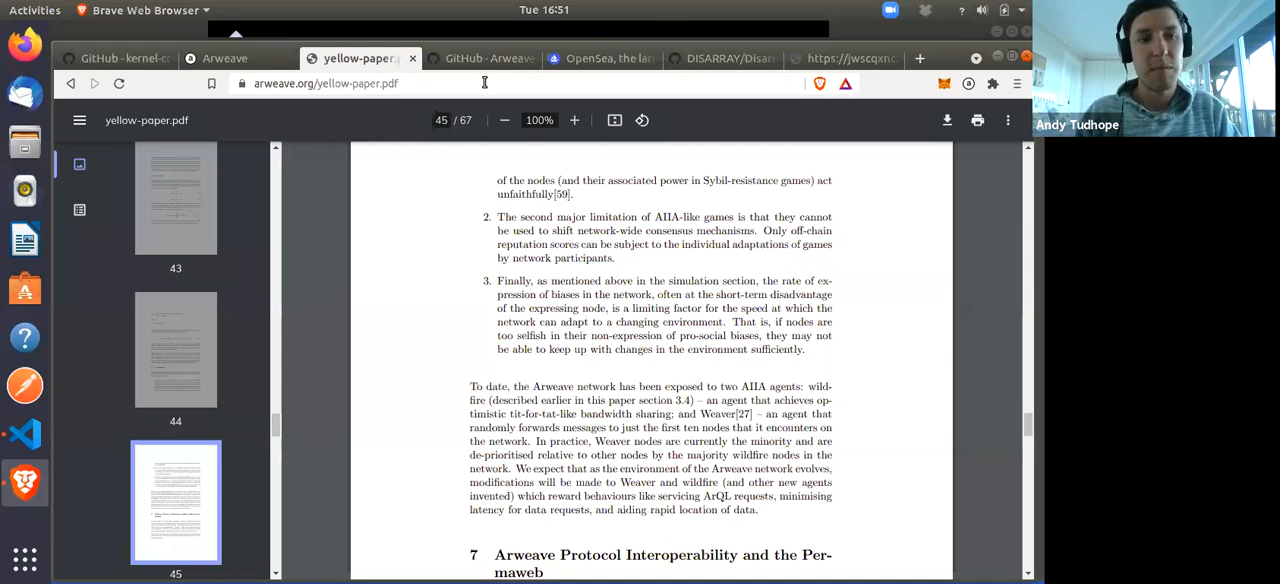 Activities
Brave Web Browser
Tue 16:51
GitHub - kernel-c
Arweave
yellow-paper.
GitHub - Arweave
OpenSea, the lar
DISARRAY/Disar
https://jwscqxnc
arweave.org/yellow-paper.pdf
yellow-paper.pdf
45 / 67
100%
Andy Tudhope
43
44
45
of the nodes (and their associated power in Sybil-resistance games) act
unfaithfully[59].
2. The second major limitation of AIIA-like games is that they cannot
be used to shift network-wide consensus mechanisms. Only off-chain
reputation scores can be subject to the individual adaptations of games
by network participants.
3. Finally, as mentioned above in the simulation section, the rate of ex-
pression of biases in the network, often at the short-term disadvantage
of the expressing node, is a limiting factor for the speed at which the
network can adapt to a changing environment. That is, if nodes are
too selfish in their non-expression of pro-social biases, they may not
be able to keep up with changes in the environment sufficiently.
To date, the Arweave network has been exposed to two AIIA agents: wild-
fire (described earlier in this paper section 3.4) – an agent that achieves op-
timistic tit-for-tat-like bandwidth sharing; and Weaver[27] – an agent that
randomly forwards messages to just the first ten nodes that it encounters on
the network. In practice, Weaver nodes are currently the minority and are
de-prioritised relative to other nodes by the majority wildfire nodes in the
network. We expect that as the environment of the Arweave network evolves,
modifications will be made to Weaver and wildfire (and other new agents
invented) which reward behaviours like servicing ArQL requests, minimising
latency for data requests, and aiding rapid location of data.
7 Arweave Protocol Interoperability and the Per-
maweb